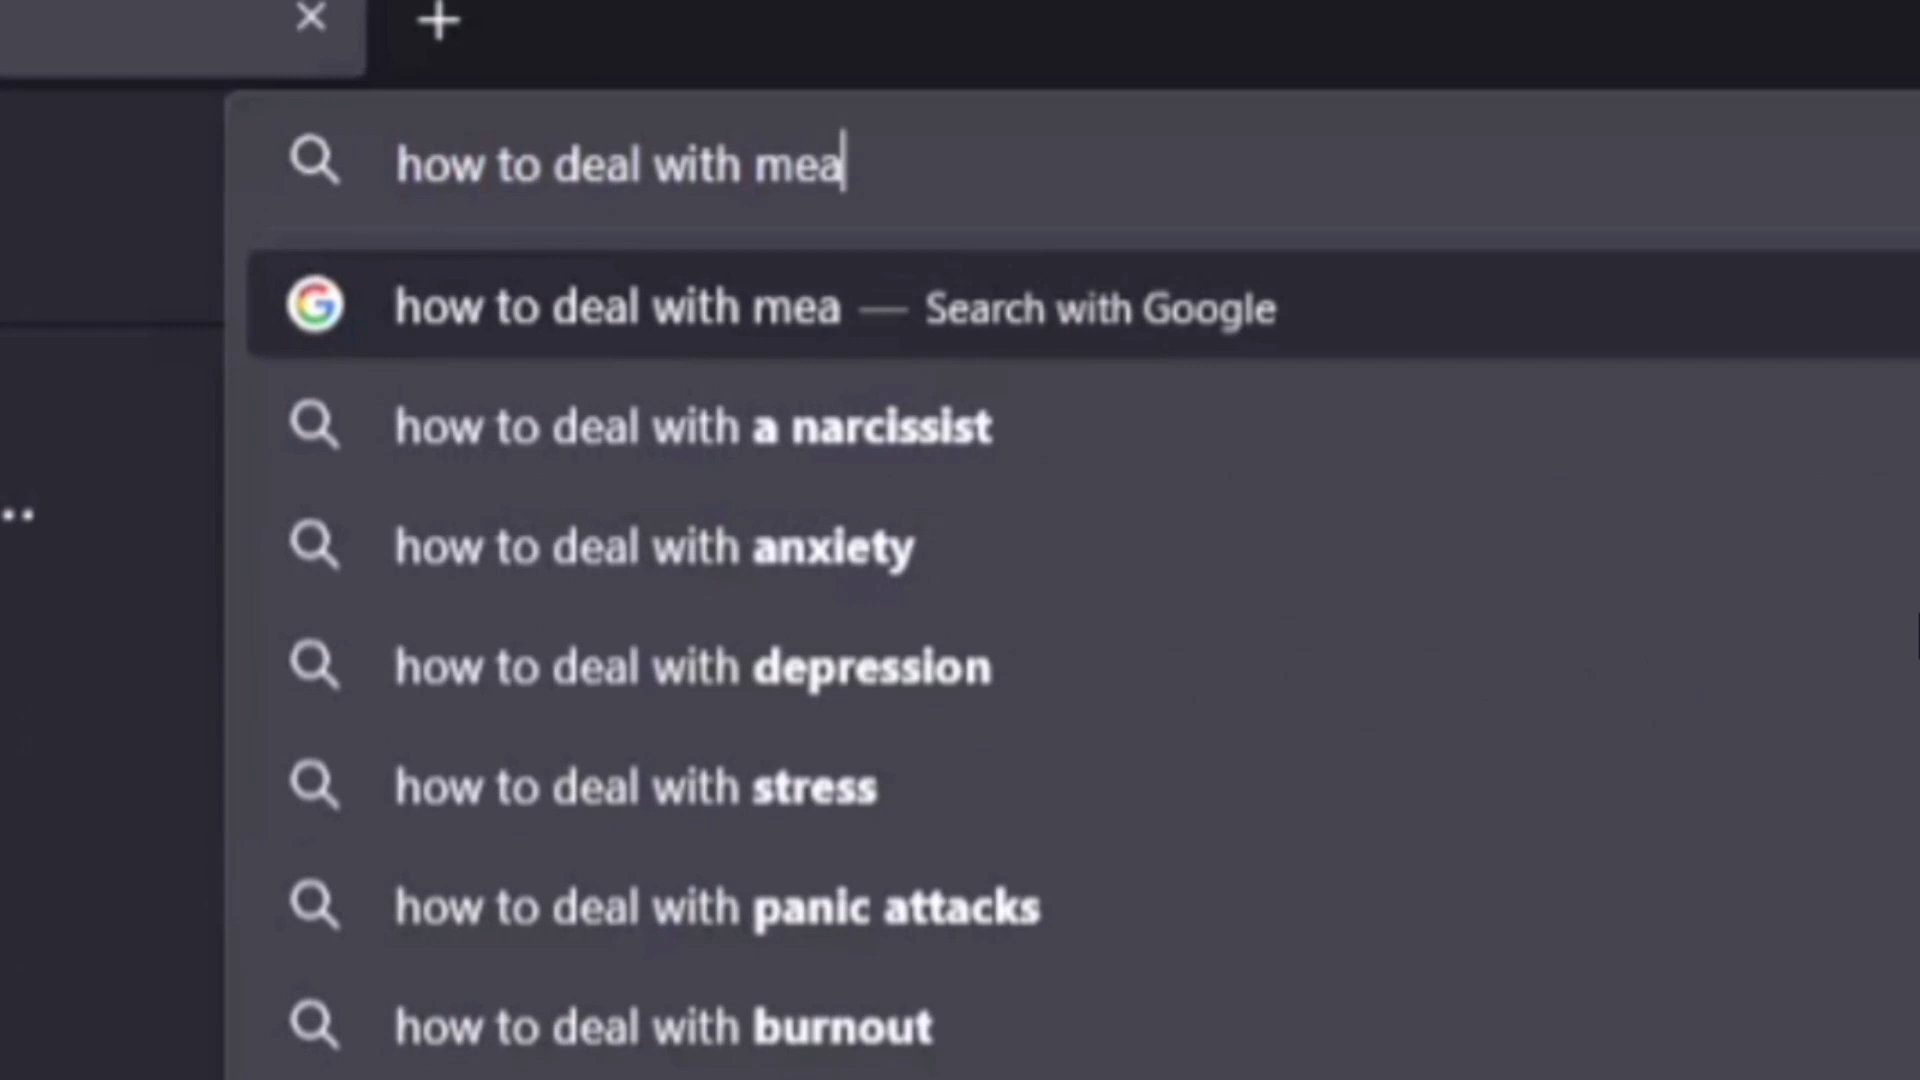 how to deal with mea
how to deal with mea — Search with Google
how to deal with a narcissist
how to deal with anxiety
how to deal with depression
how to deal with stress
how to deal with panic attacks
how to deal with burnout